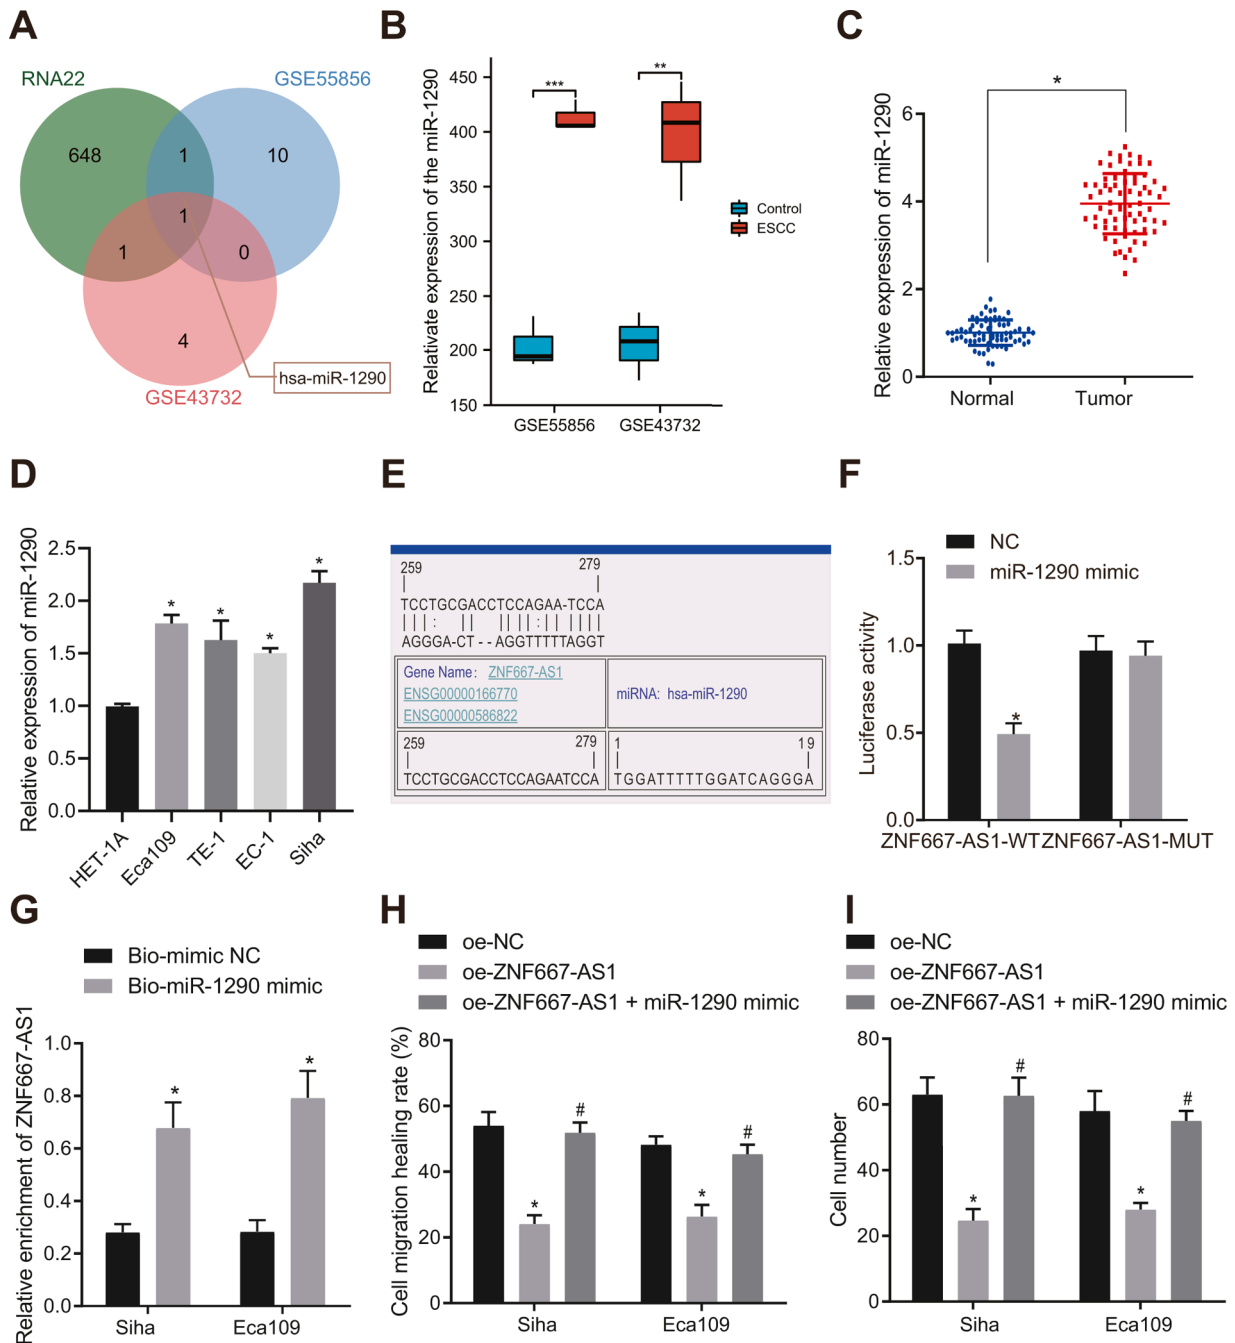 A
RNA22
GSE55856
648
1
10
1
1
0
4
hsa-miR-1290
GSE43732
B
Relativate expression of the miR-1290
450
400
350
300
250
200
150
***
**
Control
ESCC
GSE55856
GSE43732
C
Relative expression of miR-1290
*
6
4
2
0
Normal
Tumor
D
Relative expression of miR-1290
2.5
2.0
1.5
1.0
0.5
0.0
*
*
*
*
HET-1A
Eca109
TE-1
EC-1
Siha
E
259 279
TCCTGCGACCTCCAGAA-TCCA
AGGGA-CT--AGGTTTTTAGGT
Gene Name: ZNF667-AS1
ENSG00000166770
ENSG00000586822
miRNA: hsa-miR-1290
259 279
TCCTGCGACCTCCAGAATCCA
1 19
TGGATTTTTGGATCAGGGA
F
NC
miR-1290 mimic
Luciferase activity
1.5
1.0
0.5
0.0
*
ZNF667-AS1-WT
ZNF667-AS1-MUT
G
Bio-mimic NC
Bio-miR-1290 mimic
Relative enrichment of ZNF667-AS1
1.0
0.8
0.6
0.4
0.2
0.0
*
*
Siha
Eca109
H
oe-NC
oe-ZNF667-AS1
oe-ZNF667-AS1 + miR-1290 mimic
Cell migration healing rate (%)
80
60
40
20
0
*
#
*
#
Siha
Eca109
I
oe-NC
oe-ZNF667-AS1
oe-ZNF667-AS1 + miR-1290 mimic
Cell number
80
60
40
20
0
*
#
*
#
Siha
Eca109